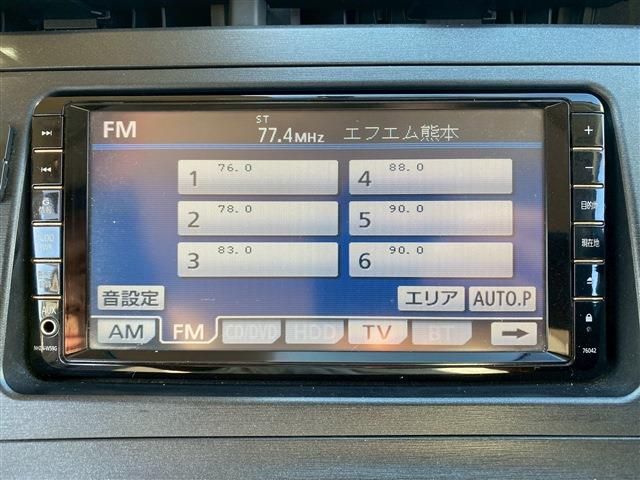 ST
FM 77.4MHZ エフエム熊本
1 76.0
4 88.0
2 78.0
5 90.0
3 83.0
6 90.0
音設定 エリア AUTO.P
AM FM CD/DVD HDD TV BT
AUX
目的地
現在地
76042